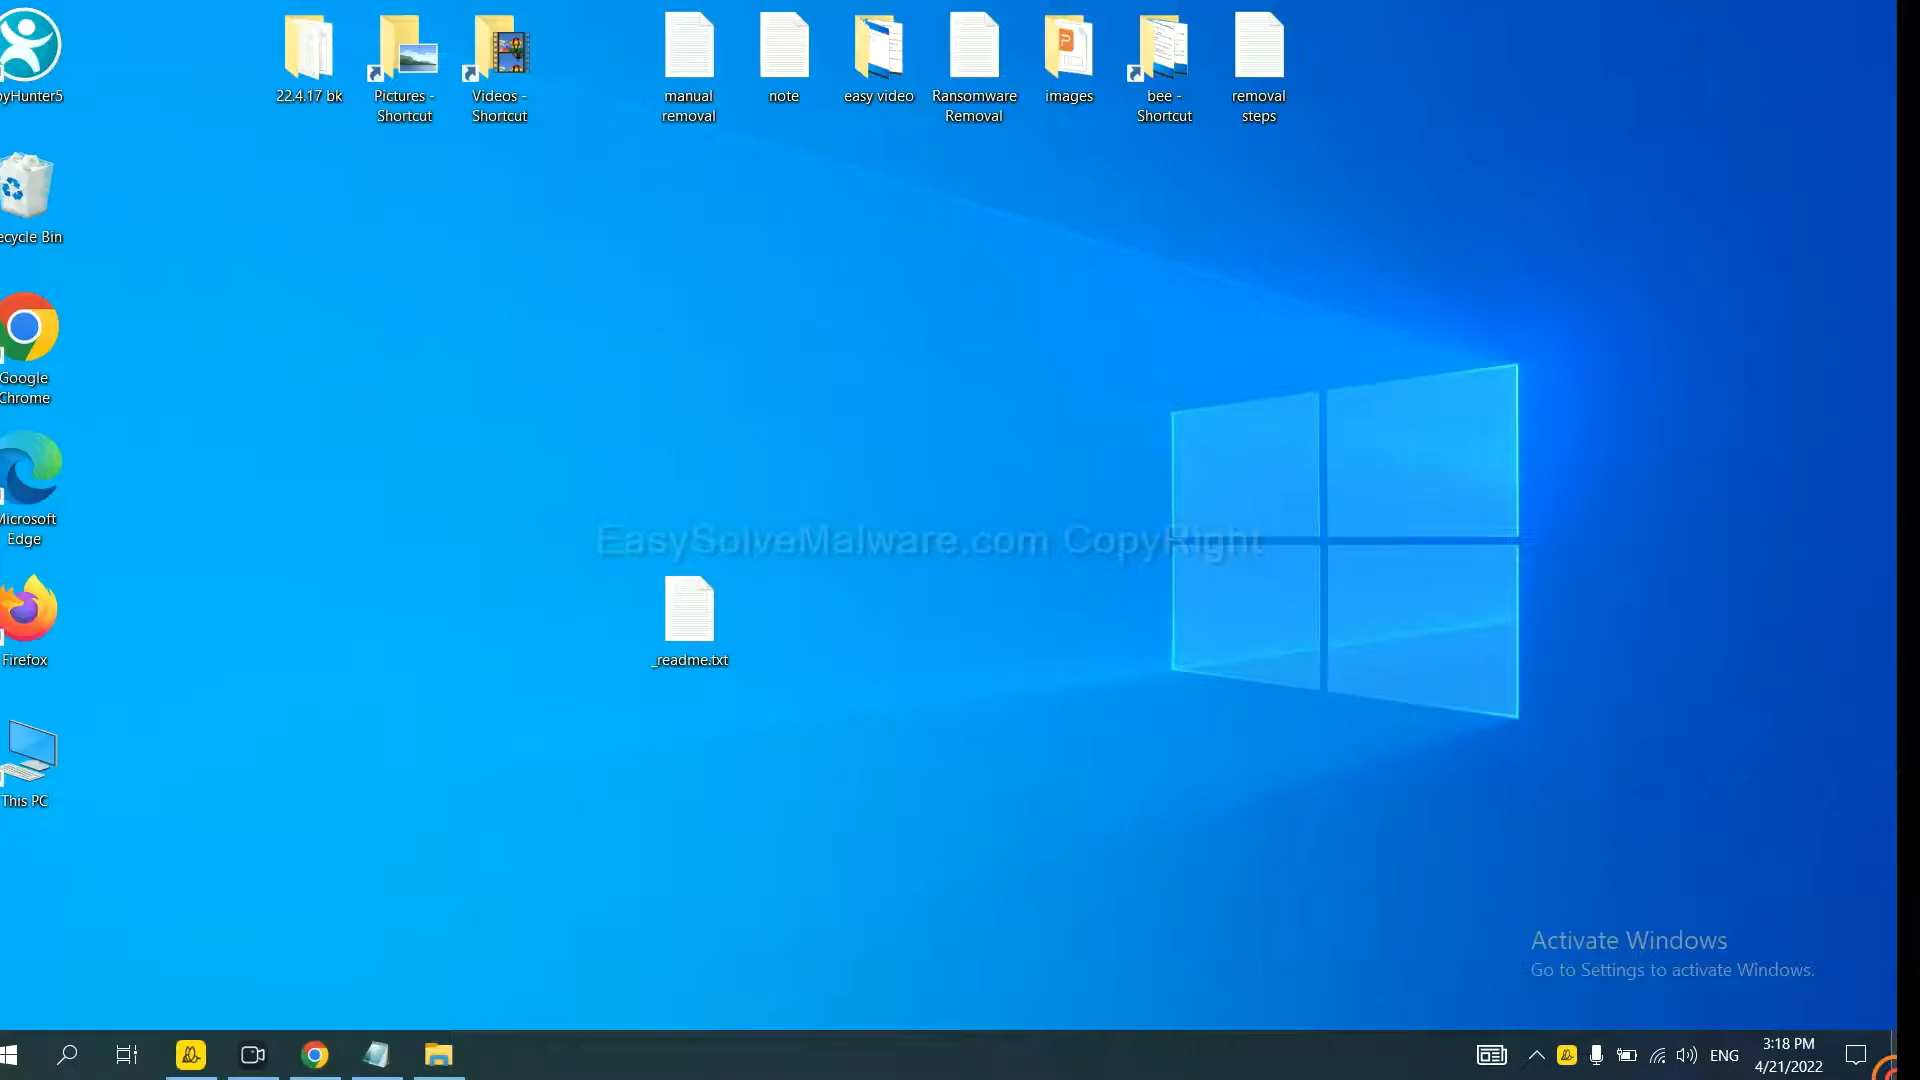 pyHunter5
22.4.17 bk
Pictures -
Shortcut
Videos -
Shortcut
manual
removal
note
easy video
Ransomware
Removal
images
bee -
Shortcut
removal
steps
ecycle Bin
Google
Chrome
Microsoft
Edge
EasySolveMalware.com CopyRight
Firefox
_readme.txt
This PC
Activate Windows
Go to Settings to activate Windows.
ENG
3:18 PM
4/21/2022